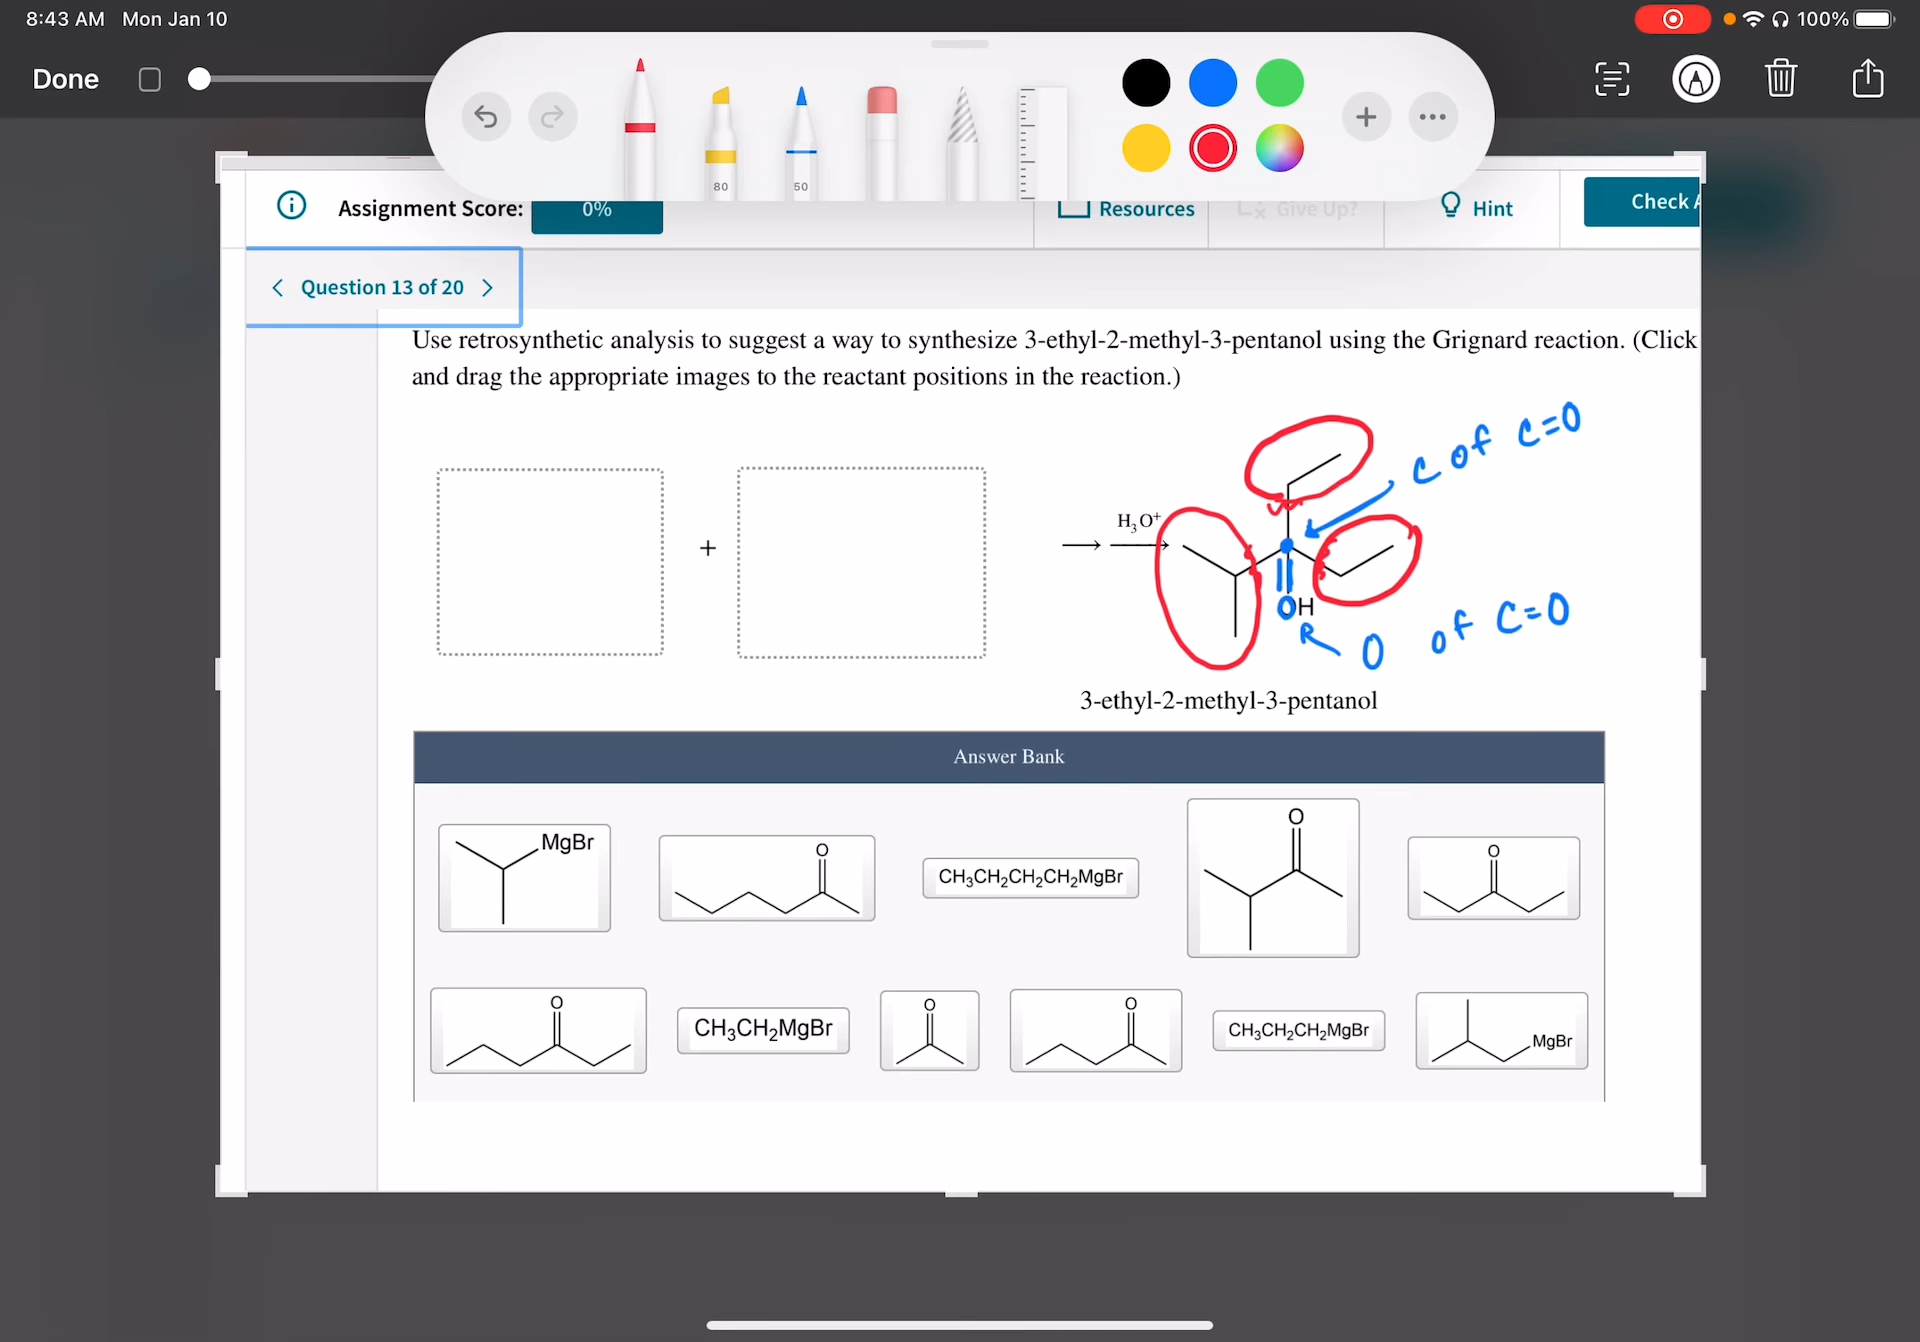 8:43 AM Mon Jan 10
100%
Done
80
50
Assignment Score:
0%
Resources
Give Up?
Hint
Check A
Question 13 of 20
Use retrosynthetic analysis to suggest a way to synthesize 3-ethyl-2-methyl-3-pentanol using the Grignard reaction. (Click
and drag the appropriate images to the reactant positions in the reaction.)
C of C=O
+
H₃O⁺
OH
O of C=O
3-ethyl-2-methyl-3-pentanol
Answer Bank
MgBr
O
CH₃CH₂CH₂CH₂MgBr
O
O
O
CH₃CH₂MgBr
O
O
CH₃CH₂CH₂MgBr
MgBr